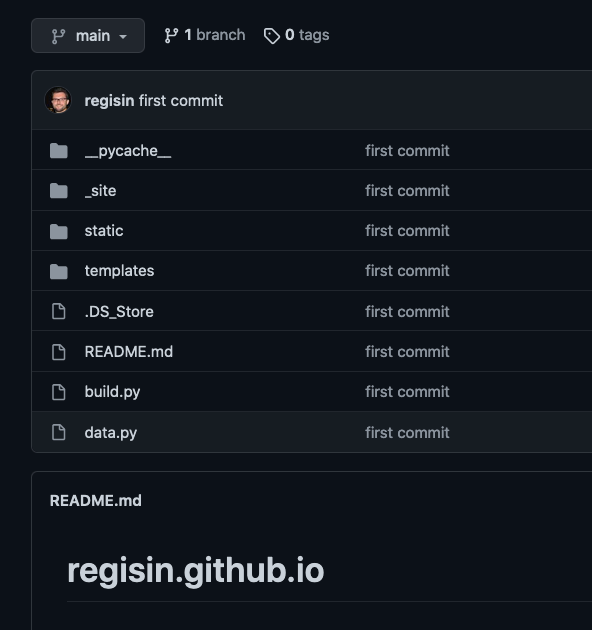 main 1 branch 0 tags
regisin first commit
__pycache__ first commit
_site first commit
static first commit
templates first commit
.DS_Store first commit
README.md first commit
build.py first commit
data.py first commit
README.md
regisin.github.io